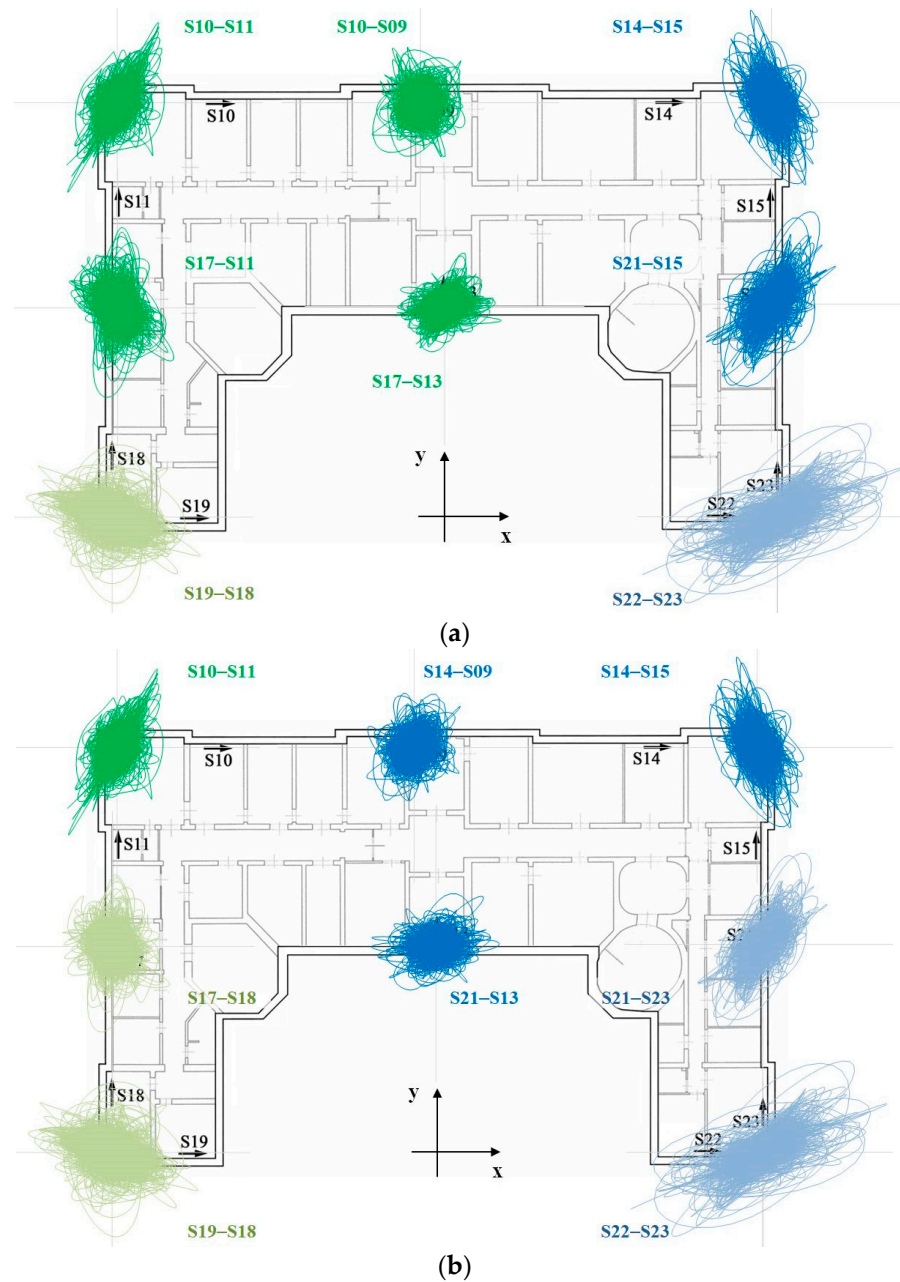 S10–S11 S10–S09 S14–S15
S10 S14
S11 S15
S17–S11 S21–S15
S17–S13
y
S18 S23
S19 S22
x
S19–S18 S22–S23
(a)
S10–S11 S14–S09 S14–S15
S10 S14
S11 S15
S17–S18 S21–S13 S21–S23
y
S18 S23
S19 S22
x
S19–S18 S22–S23
(b)